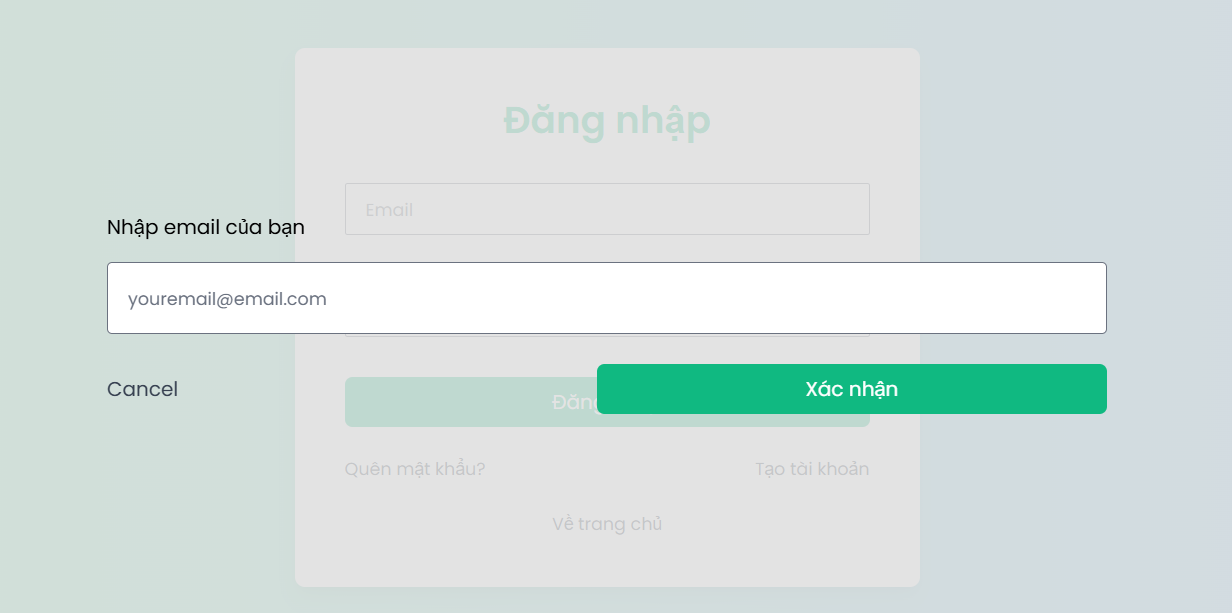 Đăng nhập
Email
Nhập email của bạn
youremail@email.com
Cancel
Xác nhận
Đăng
Quên mật khẩu?
Tạo tài khoản
Về trang chủ